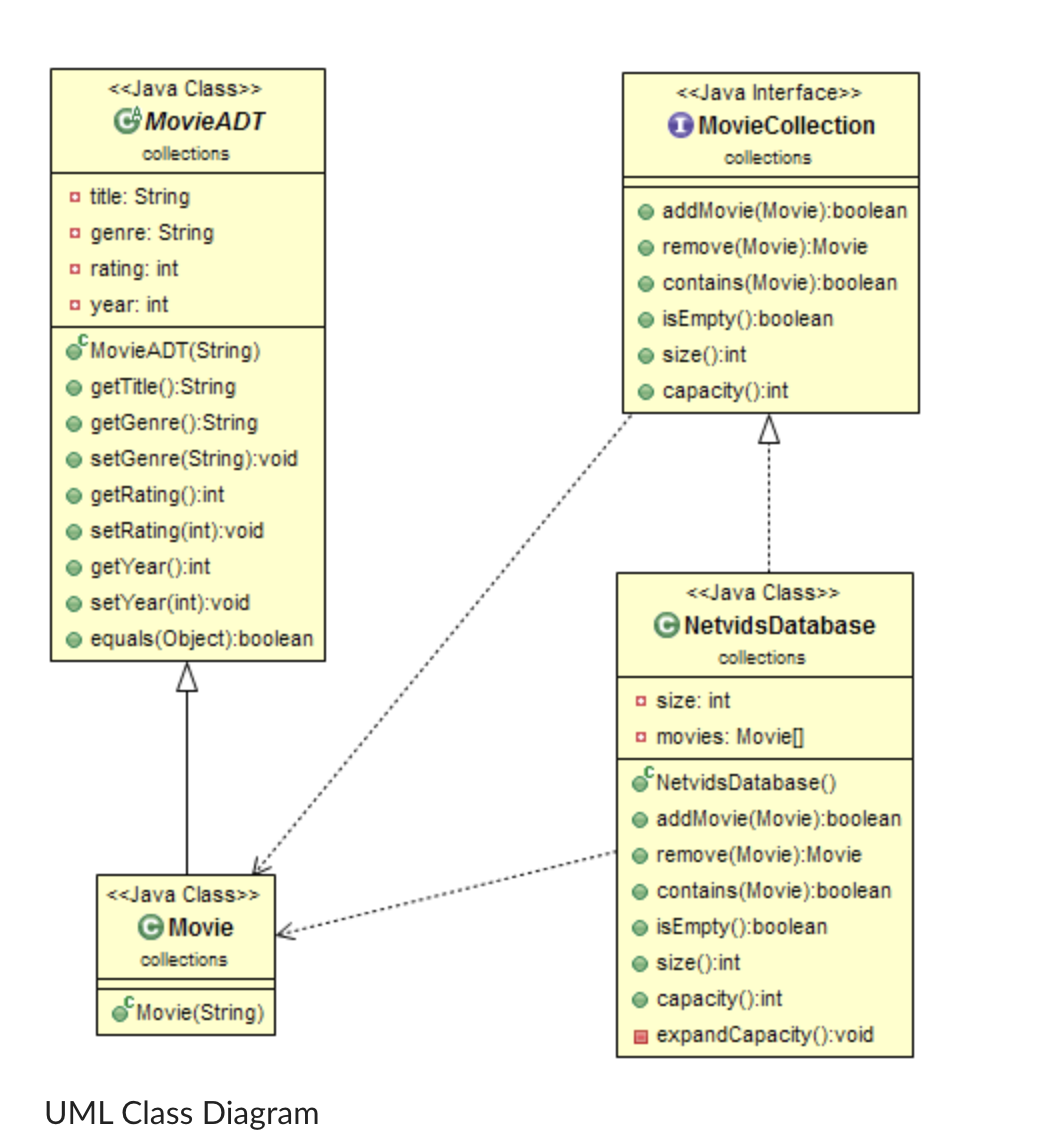 <<Java Class>>
MovieADT
collections
title: String
genre: String
rating: int
year: int
MovieADT(String)
getTitle():String
getGenre():String
setGenre(String):void
getRating():int
setRating(int):void
getYear():int
setYear(int):void
equals(Object):boolean
<<Java Interface>>
MovieCollection
collections
addMovie(Movie):boolean
remove(Movie):Movie
contains(Movie):boolean
isEmpty():boolean
size():int
capacity():int
<<Java Class>>
Movie
collections
Movie(String)
<<Java Class>>
NetvidsDatabase
collections
size: int
movies: Movie[]
NetvidsDatabase()
addMovie(Movie):boolean
remove(Movie):Movie
contains(Movie):boolean
isEmpty():boolean
size():int
capacity():int
expandCapacity():void
UML Class Diagram